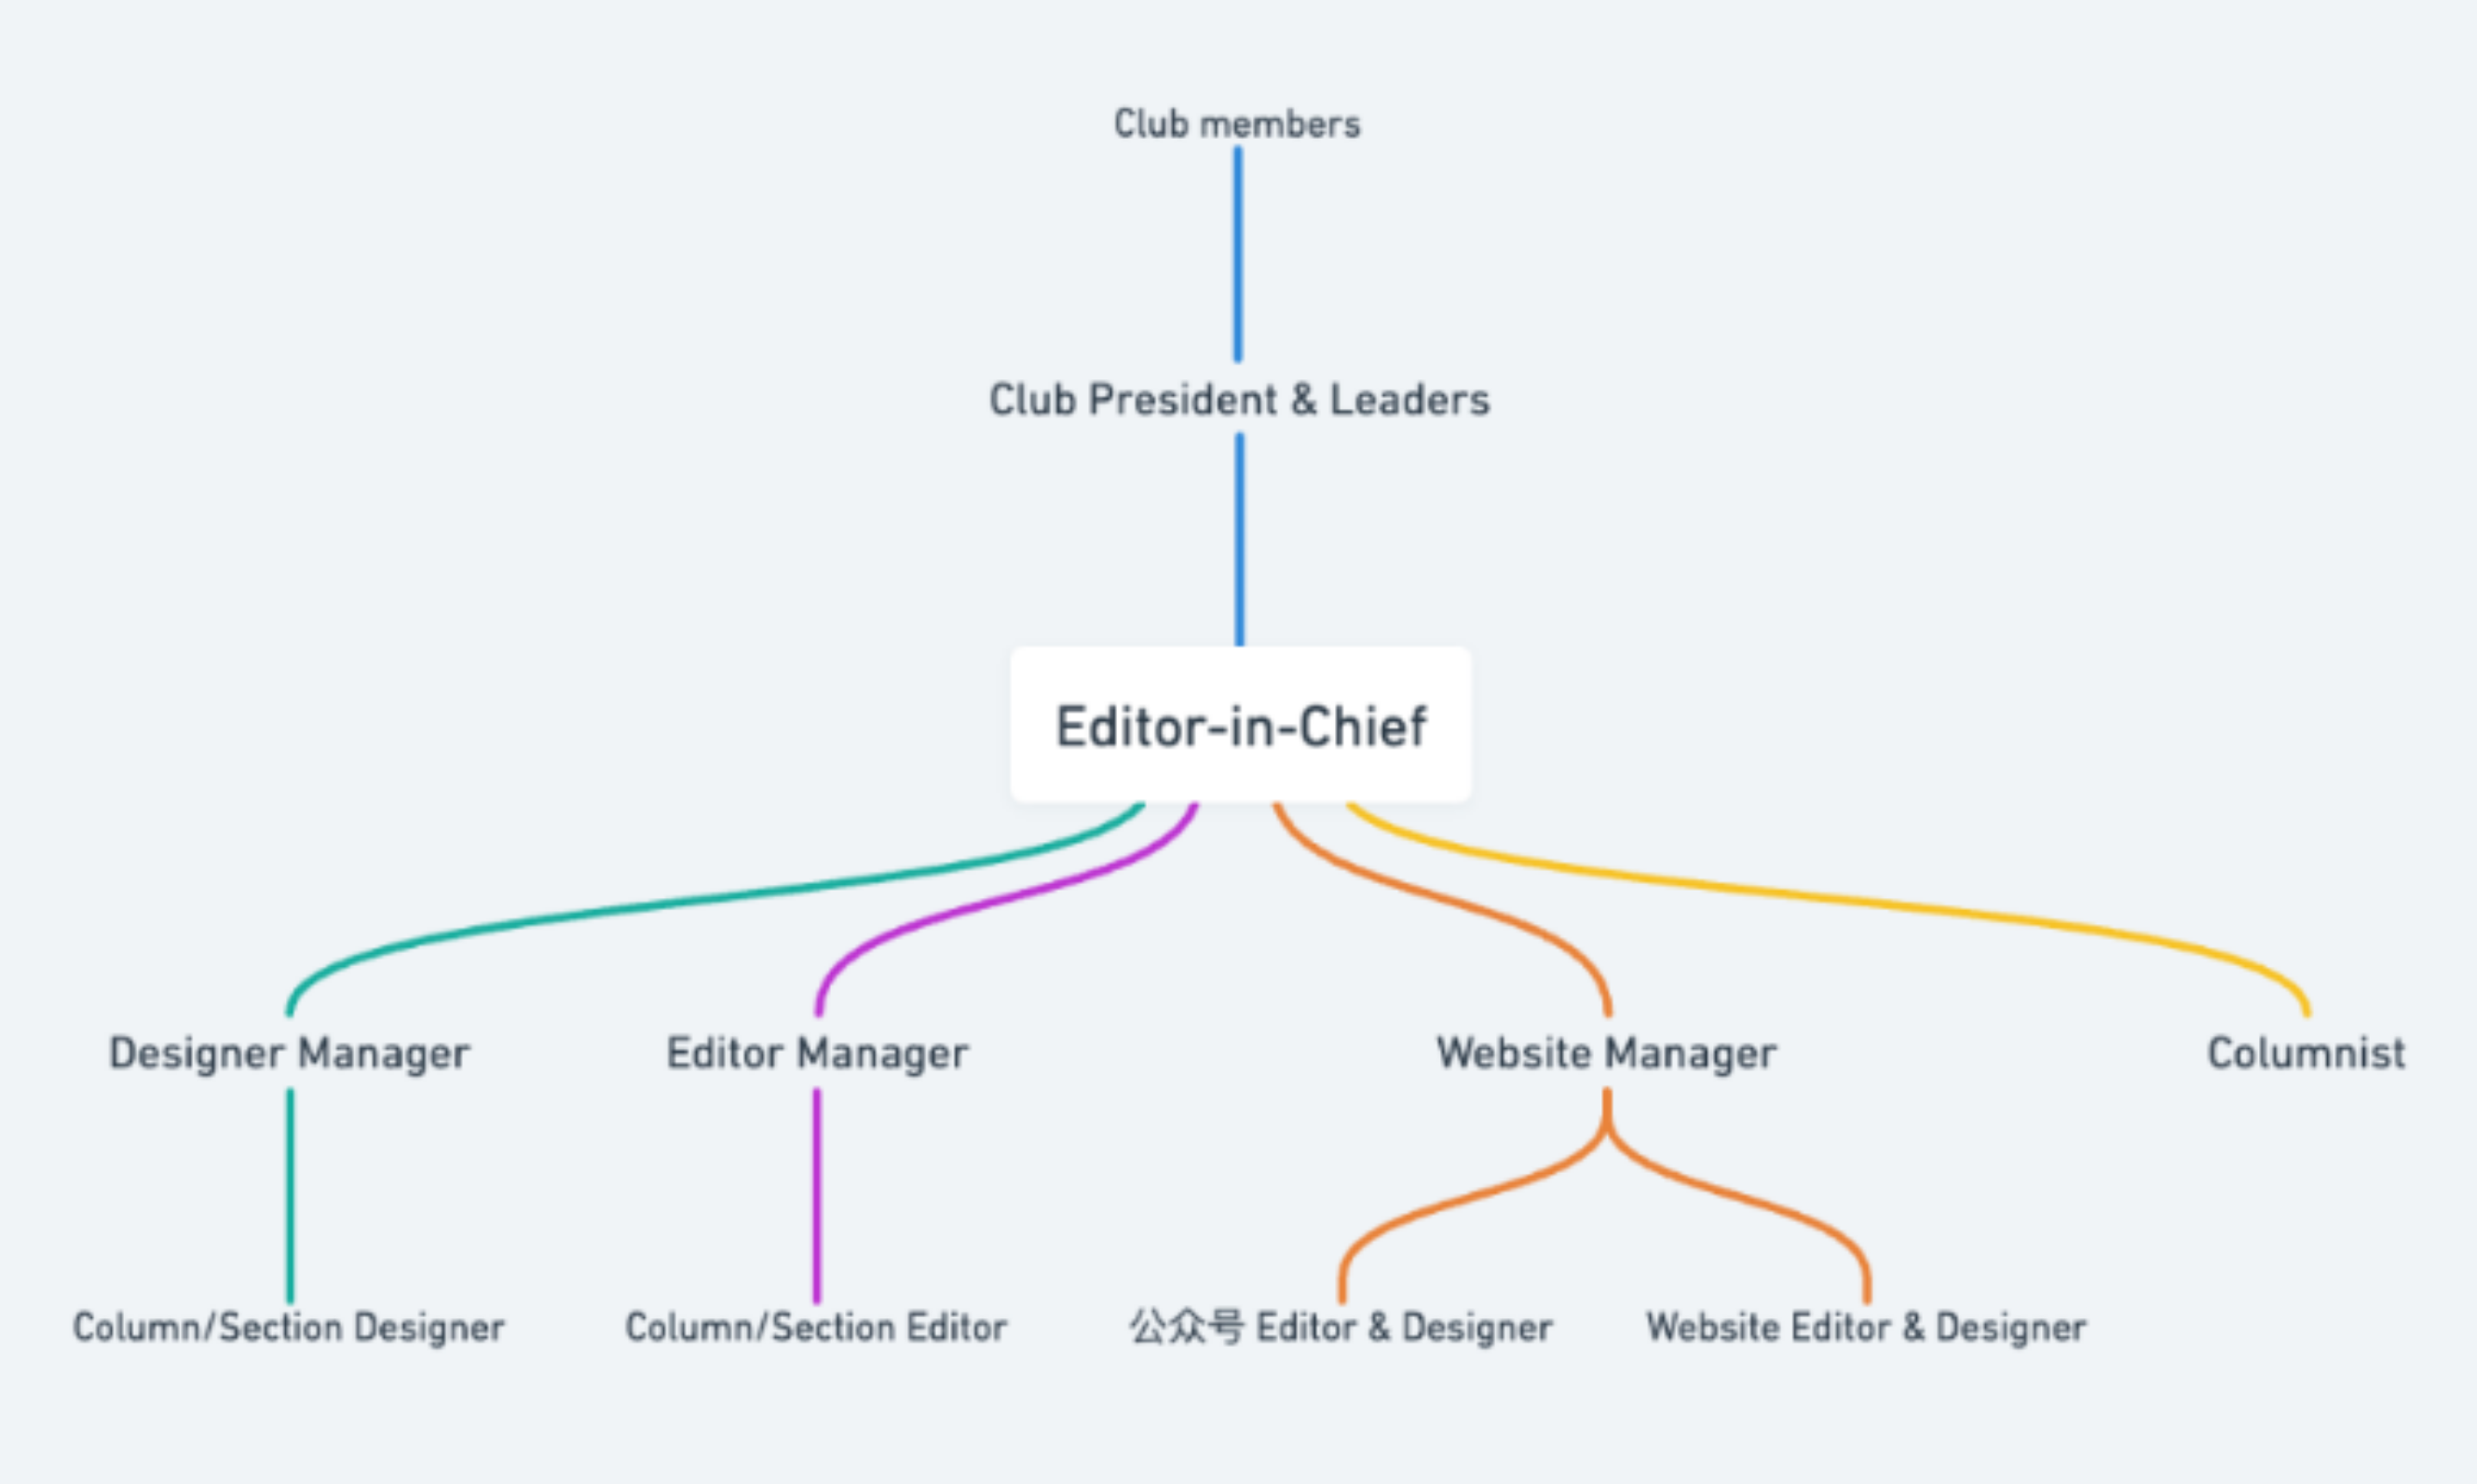 Club members
Club President & Leaders
Editor-in-Chief
Designer Manager
Editor Manager
Website Manager
Columnist
Column/Section Designer
Column/Section Editor
公众号 Editor & Designer
Website Editor & Designer